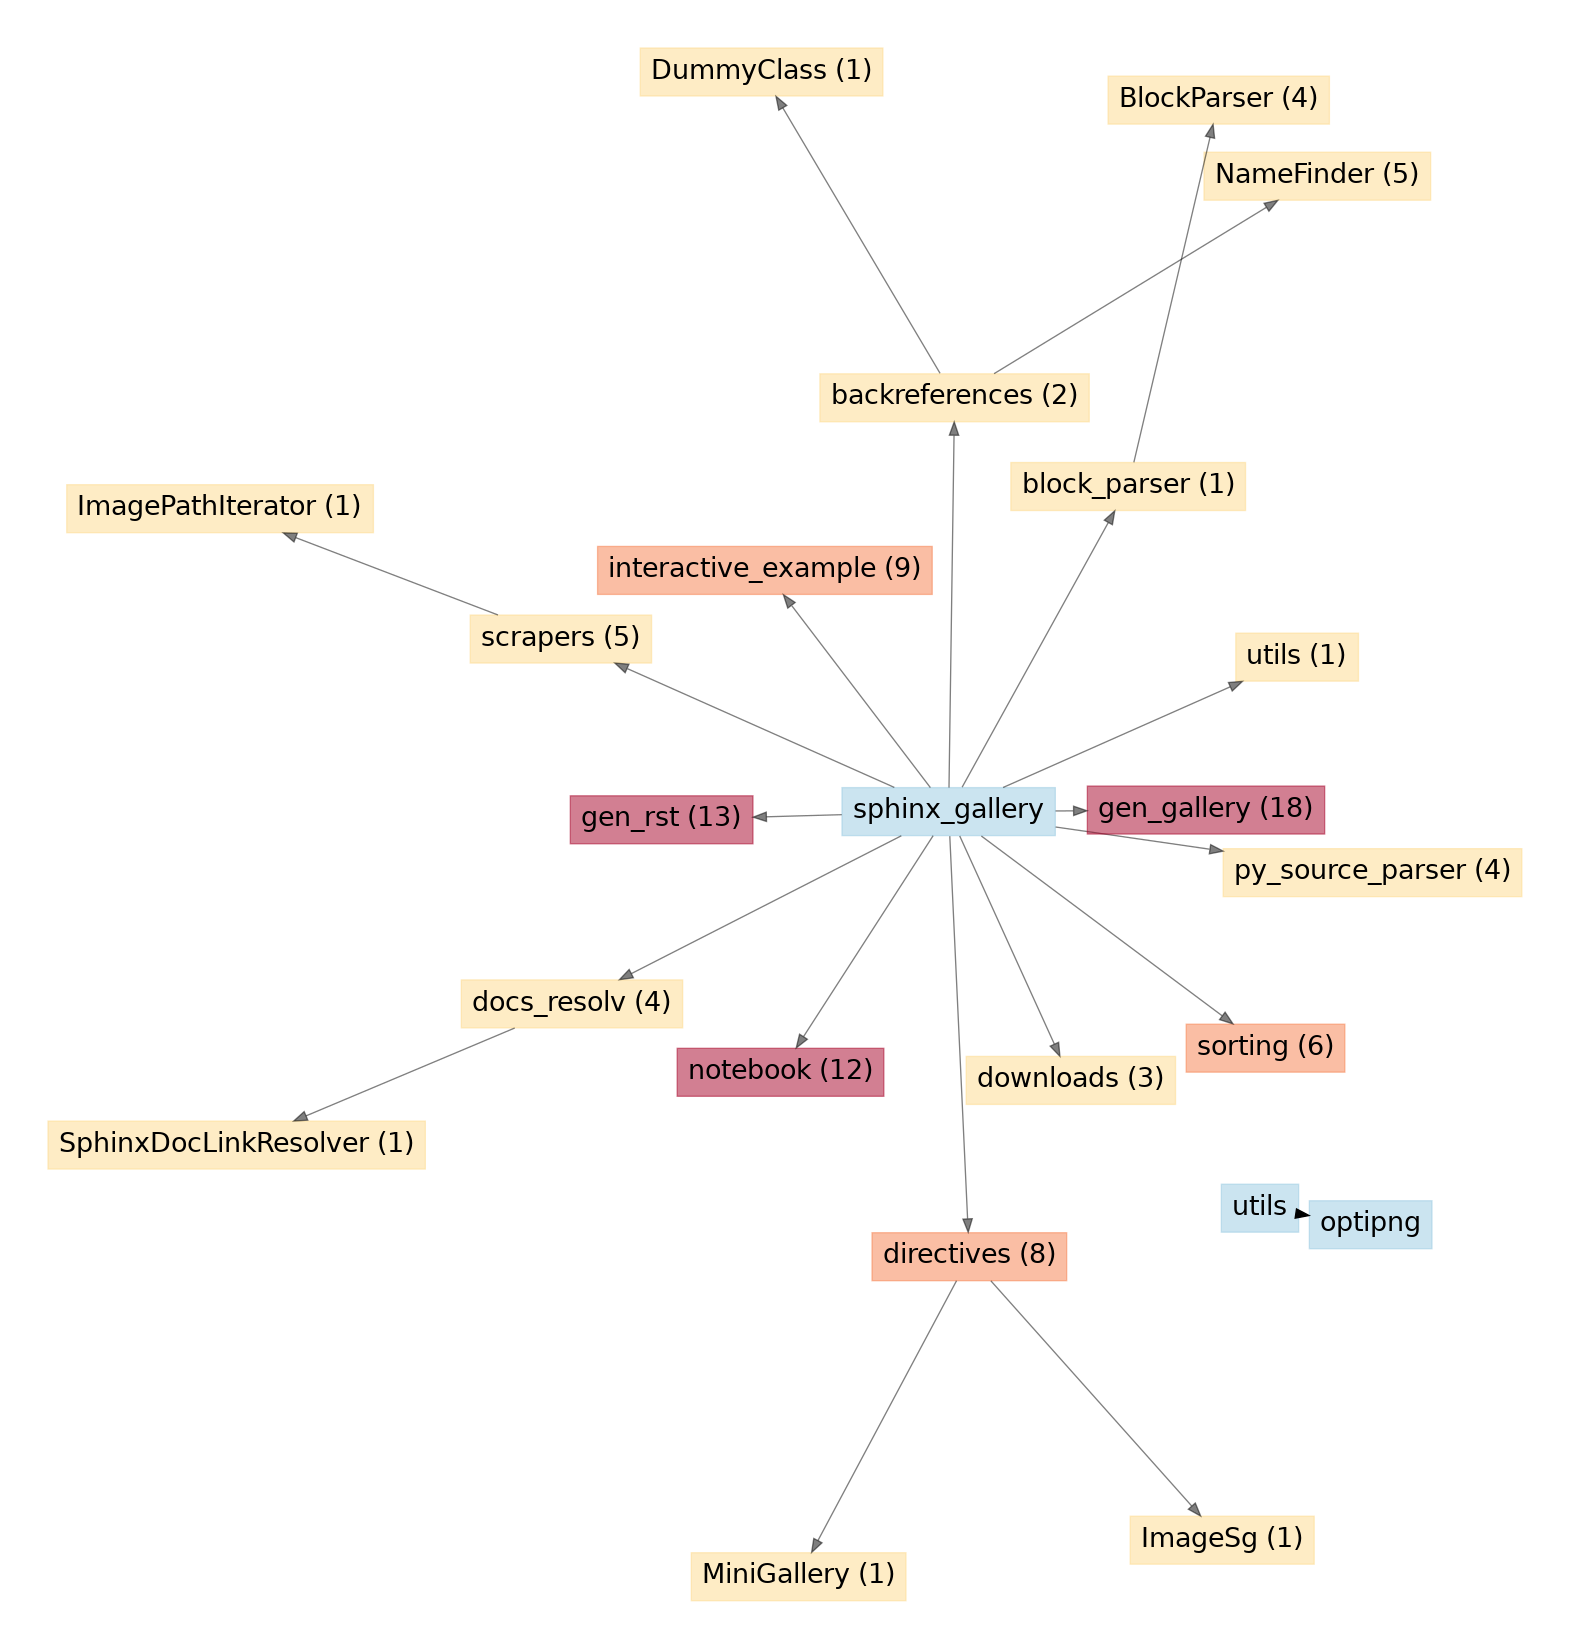 DummyClass (1)
BlockParser (4)
NameFinder (5)
backreferences (2)
block_parser (1)
ImagePathIterator (1)
interactive_example (9)
scrapers (5)
utils (1)
sphinx_gallery
gen_gallery (18)
gen_rst (13)
py_source_parser (4)
docs_resolv (4)
sorting (6)
notebook (12)
downloads (3)
SphinxDocLinkResolver (1)
utils
optipng
directives (8)
ImageSg (1)
MiniGallery (1)